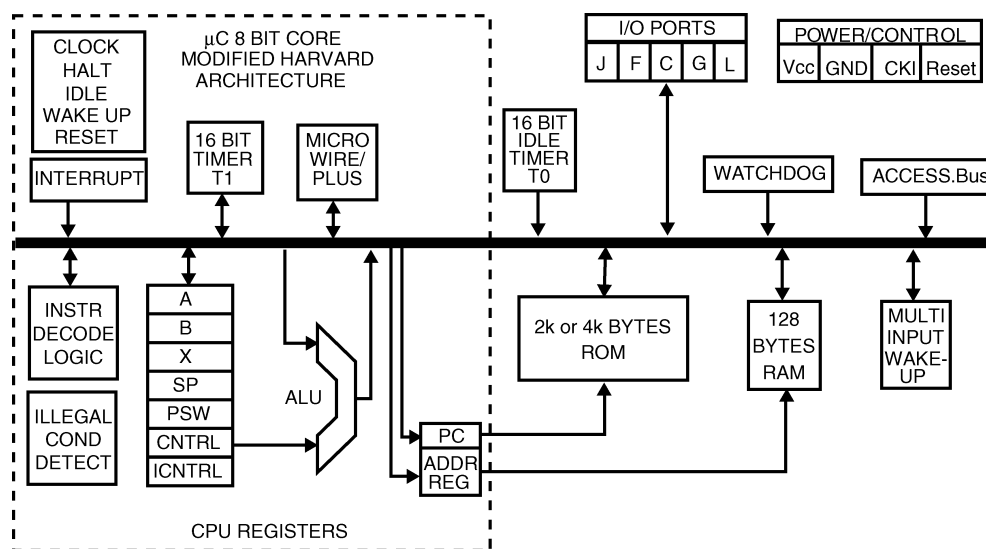 CLOCK
HALT
IDLE
WAKE UP
RESET
INTERRUPT
µC 8 BIT CORE
MODIFIED HARVARD
ARCHITECTURE
16 BIT
TIMER
T1
MICRO
WIRE/
PLUS
16 BIT
IDLE
TIMER
T0
I/O PORTS
J F C G L
POWER/CONTROL
Vcc GND CKI Reset
WATCHDOG
ACCESS.Bus
INSTR
DECODE
LOGIC
ILLEGAL
COND
DETECT
A
B
X
SP
PSW
CNTRL
ICNTRL
ALU
PC
ADDR
REG
2k or 4k BYTES
ROM
128
BYTES
RAM
MULTI
INPUT
WAKE-
UP
CPU REGISTERS